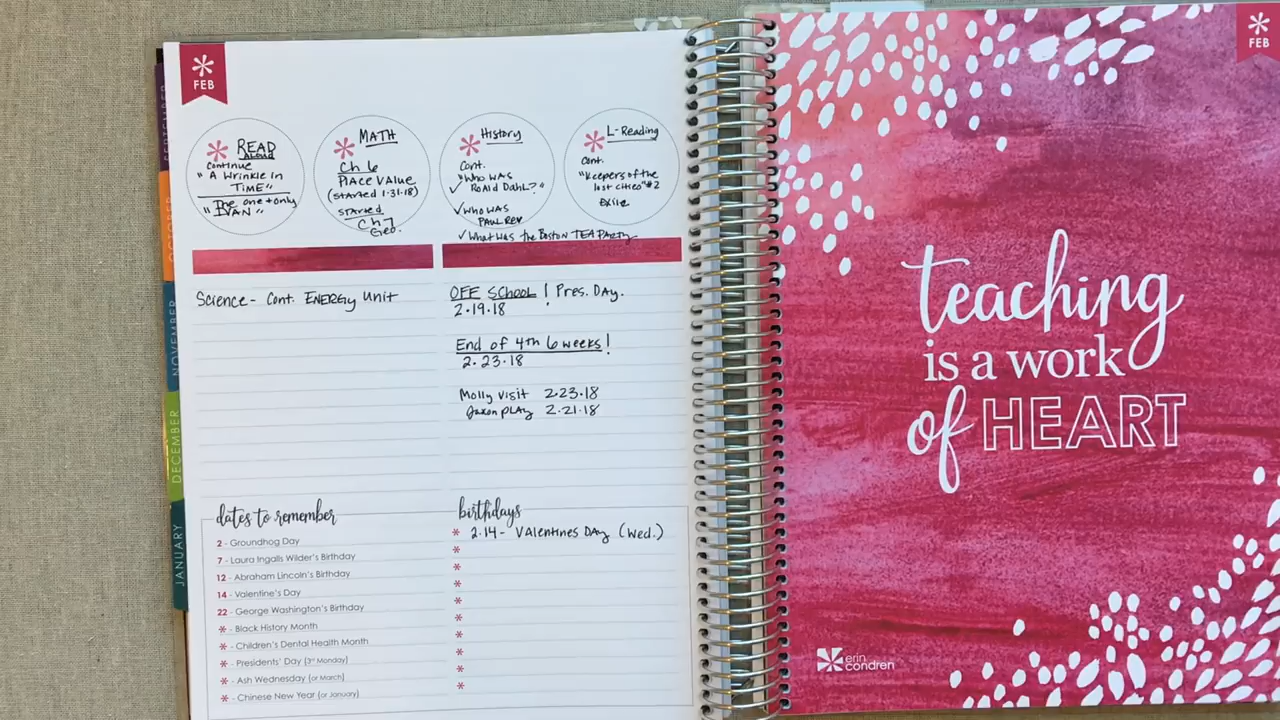 FEB
READ
ALOUD
Continue
"A Wrinkle in
TIME"
"The one + only
IVAN"
MATH
Ch 6
PLACE VALUE
(started 1.31.18)
started
Ch 7
Geo.
History
Cont.
"Who was
✓ Roald Dahl?"
✓ Who was
PAUL REV
✓ What was the Boston TEA PARTY
L-Reading
Cont.
"Keepers of the
lost cities" #2
Exile
Science - Cont. ENERGY Unit
OFF SCHOOL! Pres. Day.
2.19.18
End of 4th 6 weeks!
2.23.18
Molly visit 2.23.18
Jaxon PLAY 2.21.18
dates to remember
2 - Groundhog Day
7 - Laura Ingalls Wilder's Birthday
12 - Abraham Lincoln's Birthday
14 - Valentine's Day
22 - George Washington's Birthday
* - Black History Month
* - Children's Dental Health Month
* - Presidents' Day (3rd Monday)
* - Ash Wednesday (or March)
* - Chinese New Year (or January)
birthdays
* 2.14 - VALENTINES DAY (Wed.)
SEPTEMBER
OCTOBER
NOVEMBER
DECEMBER
JANUARY
FEB
teaching
is a work
of HEART
erin
condren